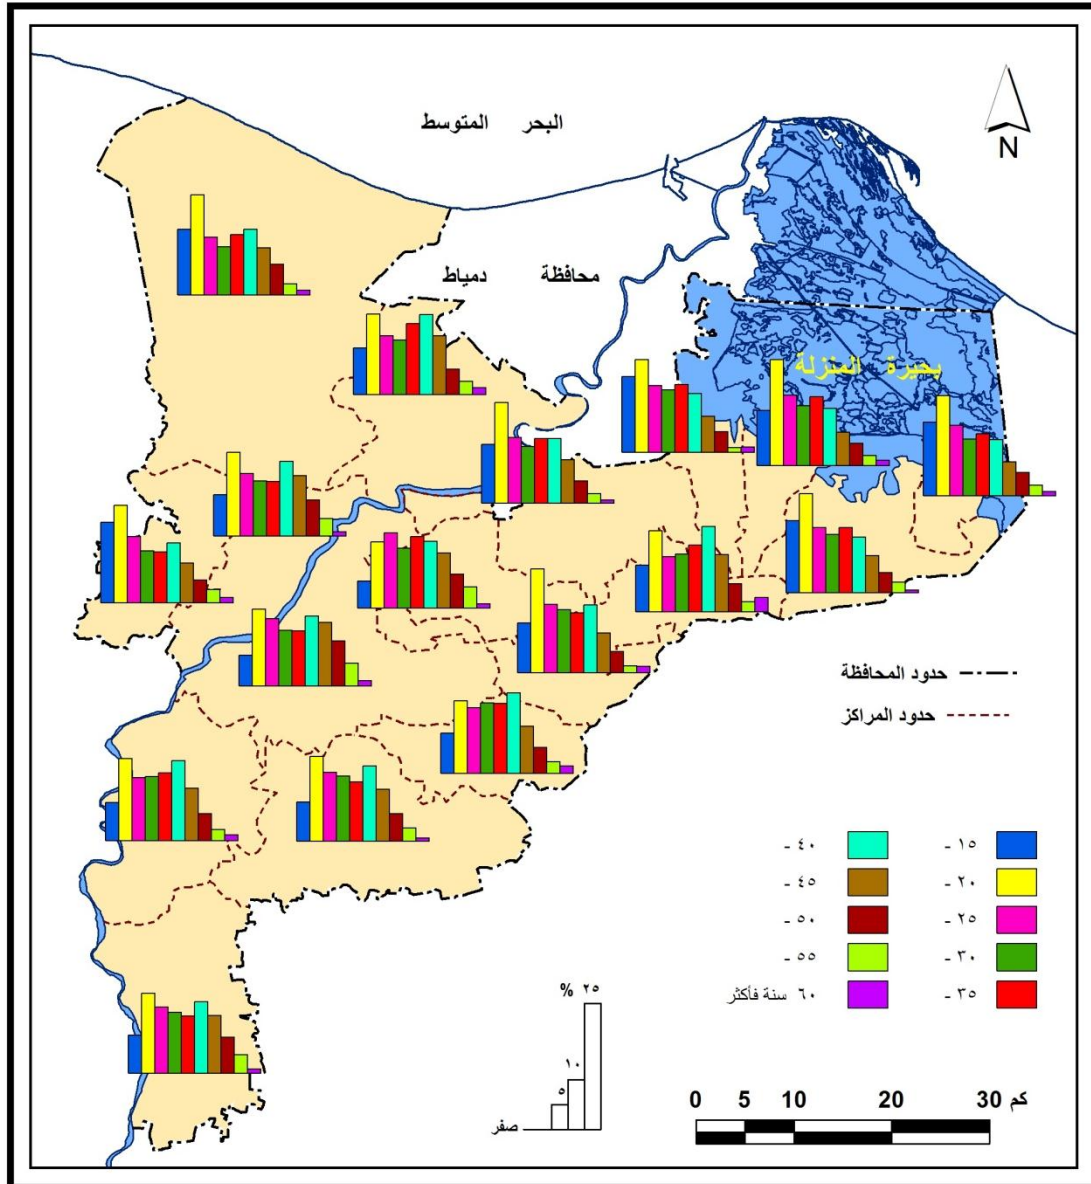 البحر المتوسط
N
محافظة دمياط
بحيرة المنزلة
حدود المحافظة
حدود المراكز
١٥ -
٤٠ -
٢٠ -
٤٥ -
٢٥ -
٥٠ -
٣٠ -
٥٥ -
٣٥ -
٦٠ سنة فأكثر
% ٢٥
١٠
٥
صفر
0 5 10 20 30 كم